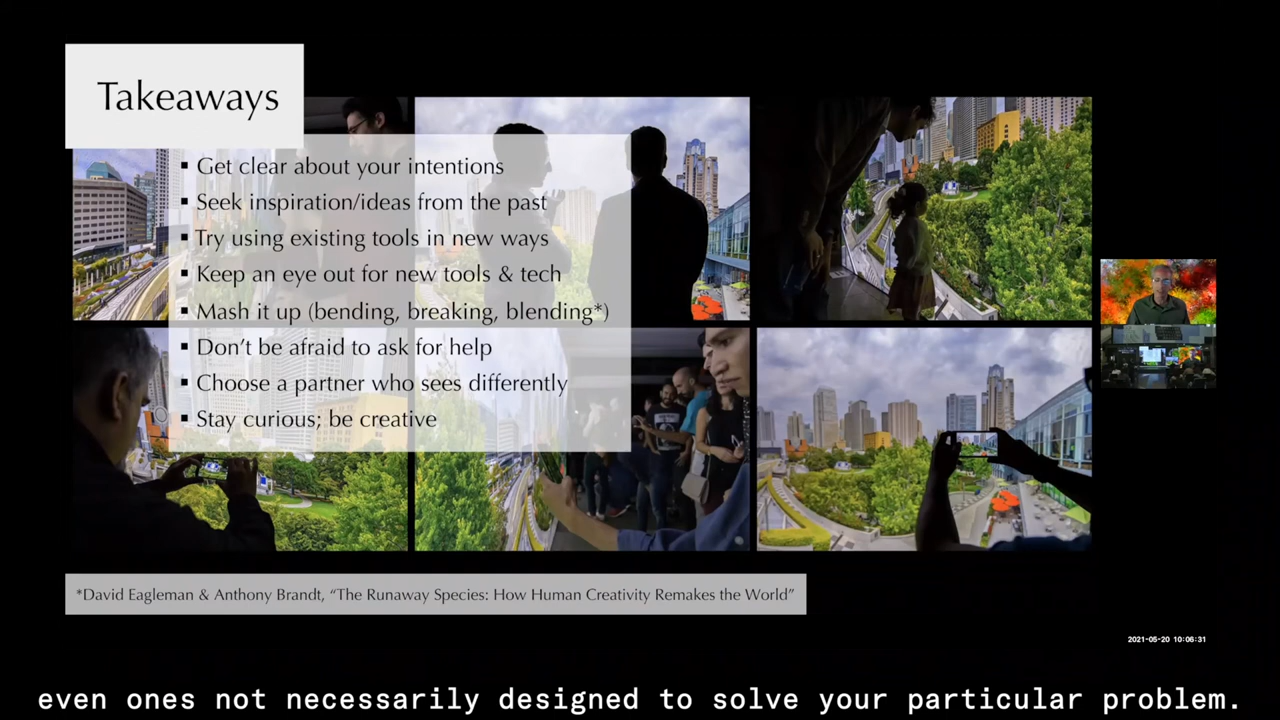 Takeaways
▪ Get clear about your intentions
▪ Seek inspiration/ideas from the past
▪ Try using existing tools in new ways
▪ Keep an eye out for new tools & tech
▪ Mash it up (bending, breaking, blending*)
▪ Don’t be afraid to ask for help
▪ Choose a partner who sees differently
▪ Stay curious; be creative
*David Eagleman & Anthony Brandt, “The Runaway Species: How Human Creativity Remakes the World”
2021-05-20 10:06:31
even ones not necessarily designed to solve your particular problem.